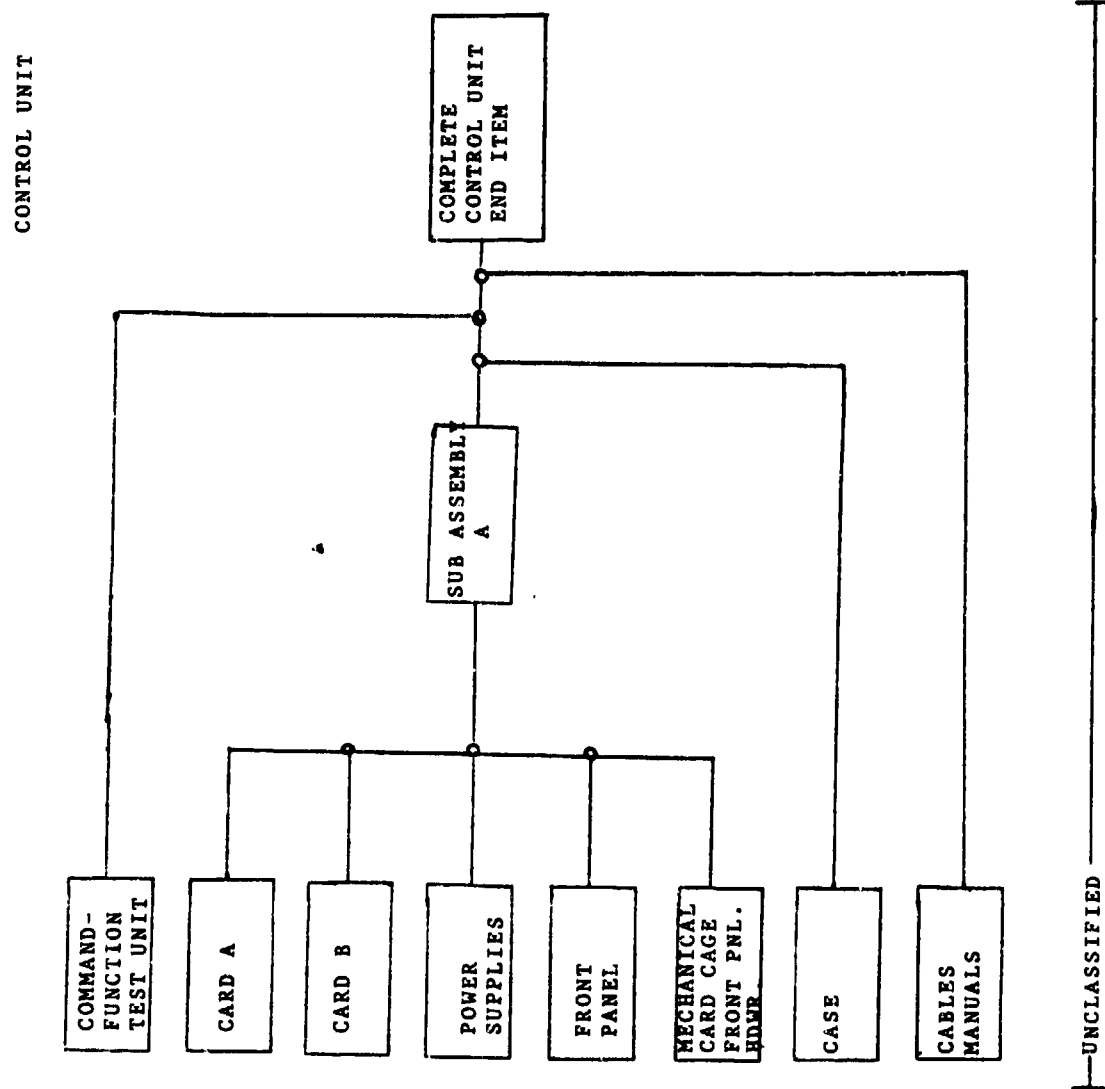 CONTROL UNIT
COMMAND-
FUNCTION
TEST UNIT
CARD A
CARD B
POWER
SUPPLIES
FRONT
PANEL
MECHANICAL
CARD CAGE
FRONT PNL.
HDWR.
CASE
CABLES
MANUALS
SUB ASSEMBLY
A
COMPLETE
CONTROL UNIT
END ITEM
UNCLASSIFIED